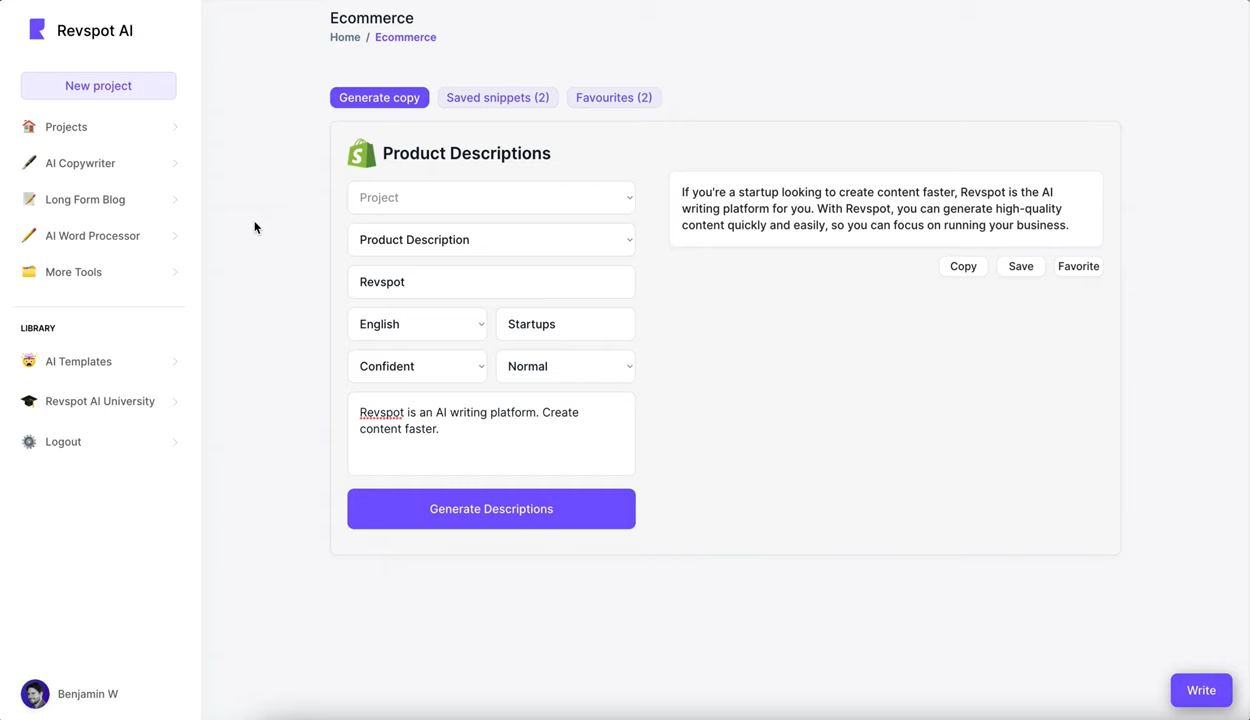 Revspot AI
New project
Projects
AI Copywriter
Long Form Blog
AI Word Processor
More Tools
LIBRARY
AI Templates
Revspot AI University
Logout
Benjamin W
Ecommerce
Home / Ecommerce
Generate copy Saved snippets (2) Favourites (2)
Product Descriptions
Project
Product Description
Revspot
English Startups
Confident Normal
Revspot is an AI writing platform. Create
content faster.
Generate Descriptions
If you're a startup looking to create content faster, Revspot is the AI
writing platform for you. With Revspot, you can generate high-quality
content quickly and easily, so you can focus on running your business.
Copy Save Favorite
Write